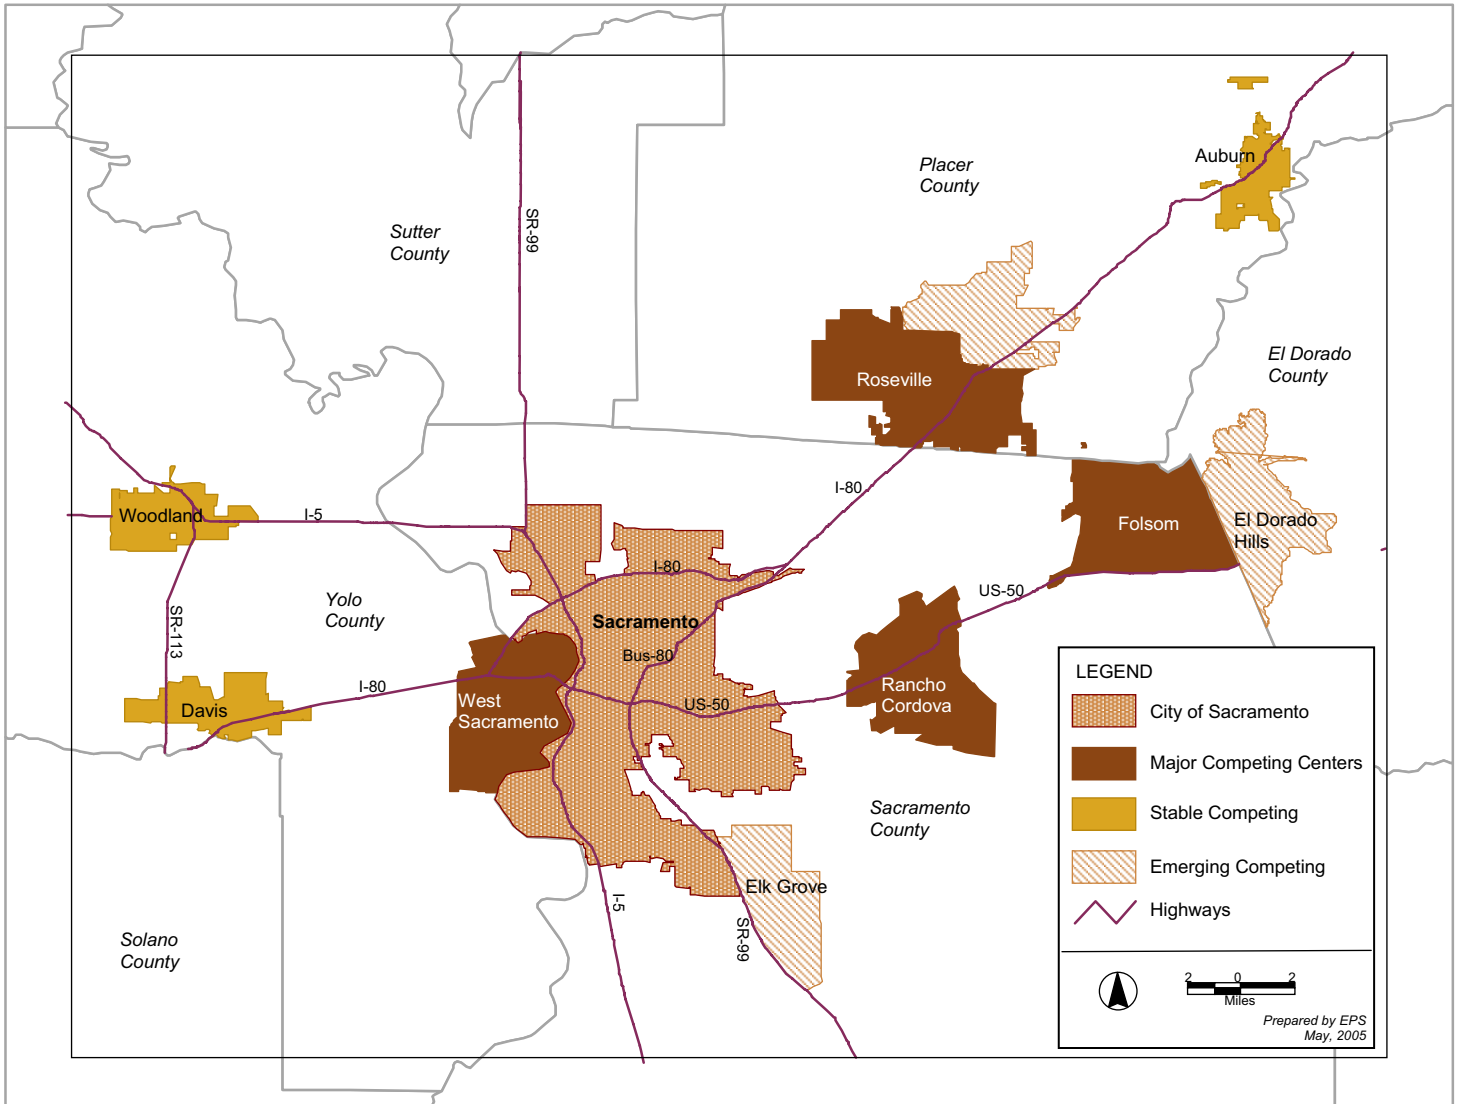 Placer
County
Auburn
Sutter
County
SR-99
El Dorado
County
Roseville
I-80
Woodland
I-5
Folsom
El Dorado
Hills
I-80
US-50
Yolo
County
SR-113
Sacramento
Bus-80
I-80
Davis
West
Sacramento
US-50
Rancho
Cordova
Sacramento
County
Elk Grove
I-5
SR-99
Solano
County
LEGEND
City of Sacramento
Major Competing Centers
Stable Competing
Emerging Competing
Highways
2 0 2
Miles
Prepared by EPS
May, 2005